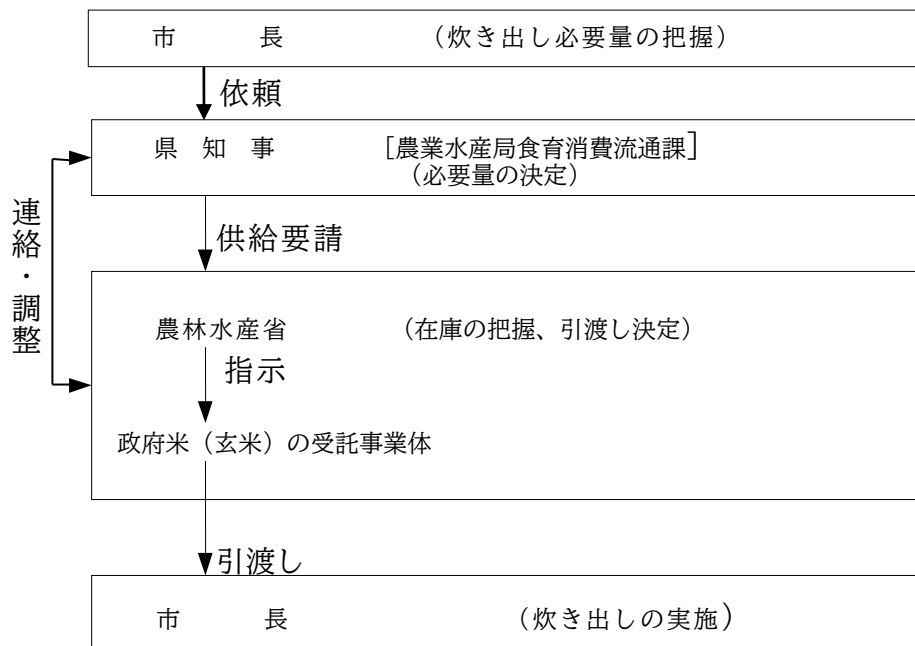 市長 （炊き出し必要量の把握）
依頼
県知事 ［農業水産局食育消費流通課］
（必要量の決定）
連絡・調整
供給要請
農林水産省 （在庫の把握、引渡し決定）
指示
政府米（玄米）の受託事業体
引渡し
市長 （炊き出しの実施）